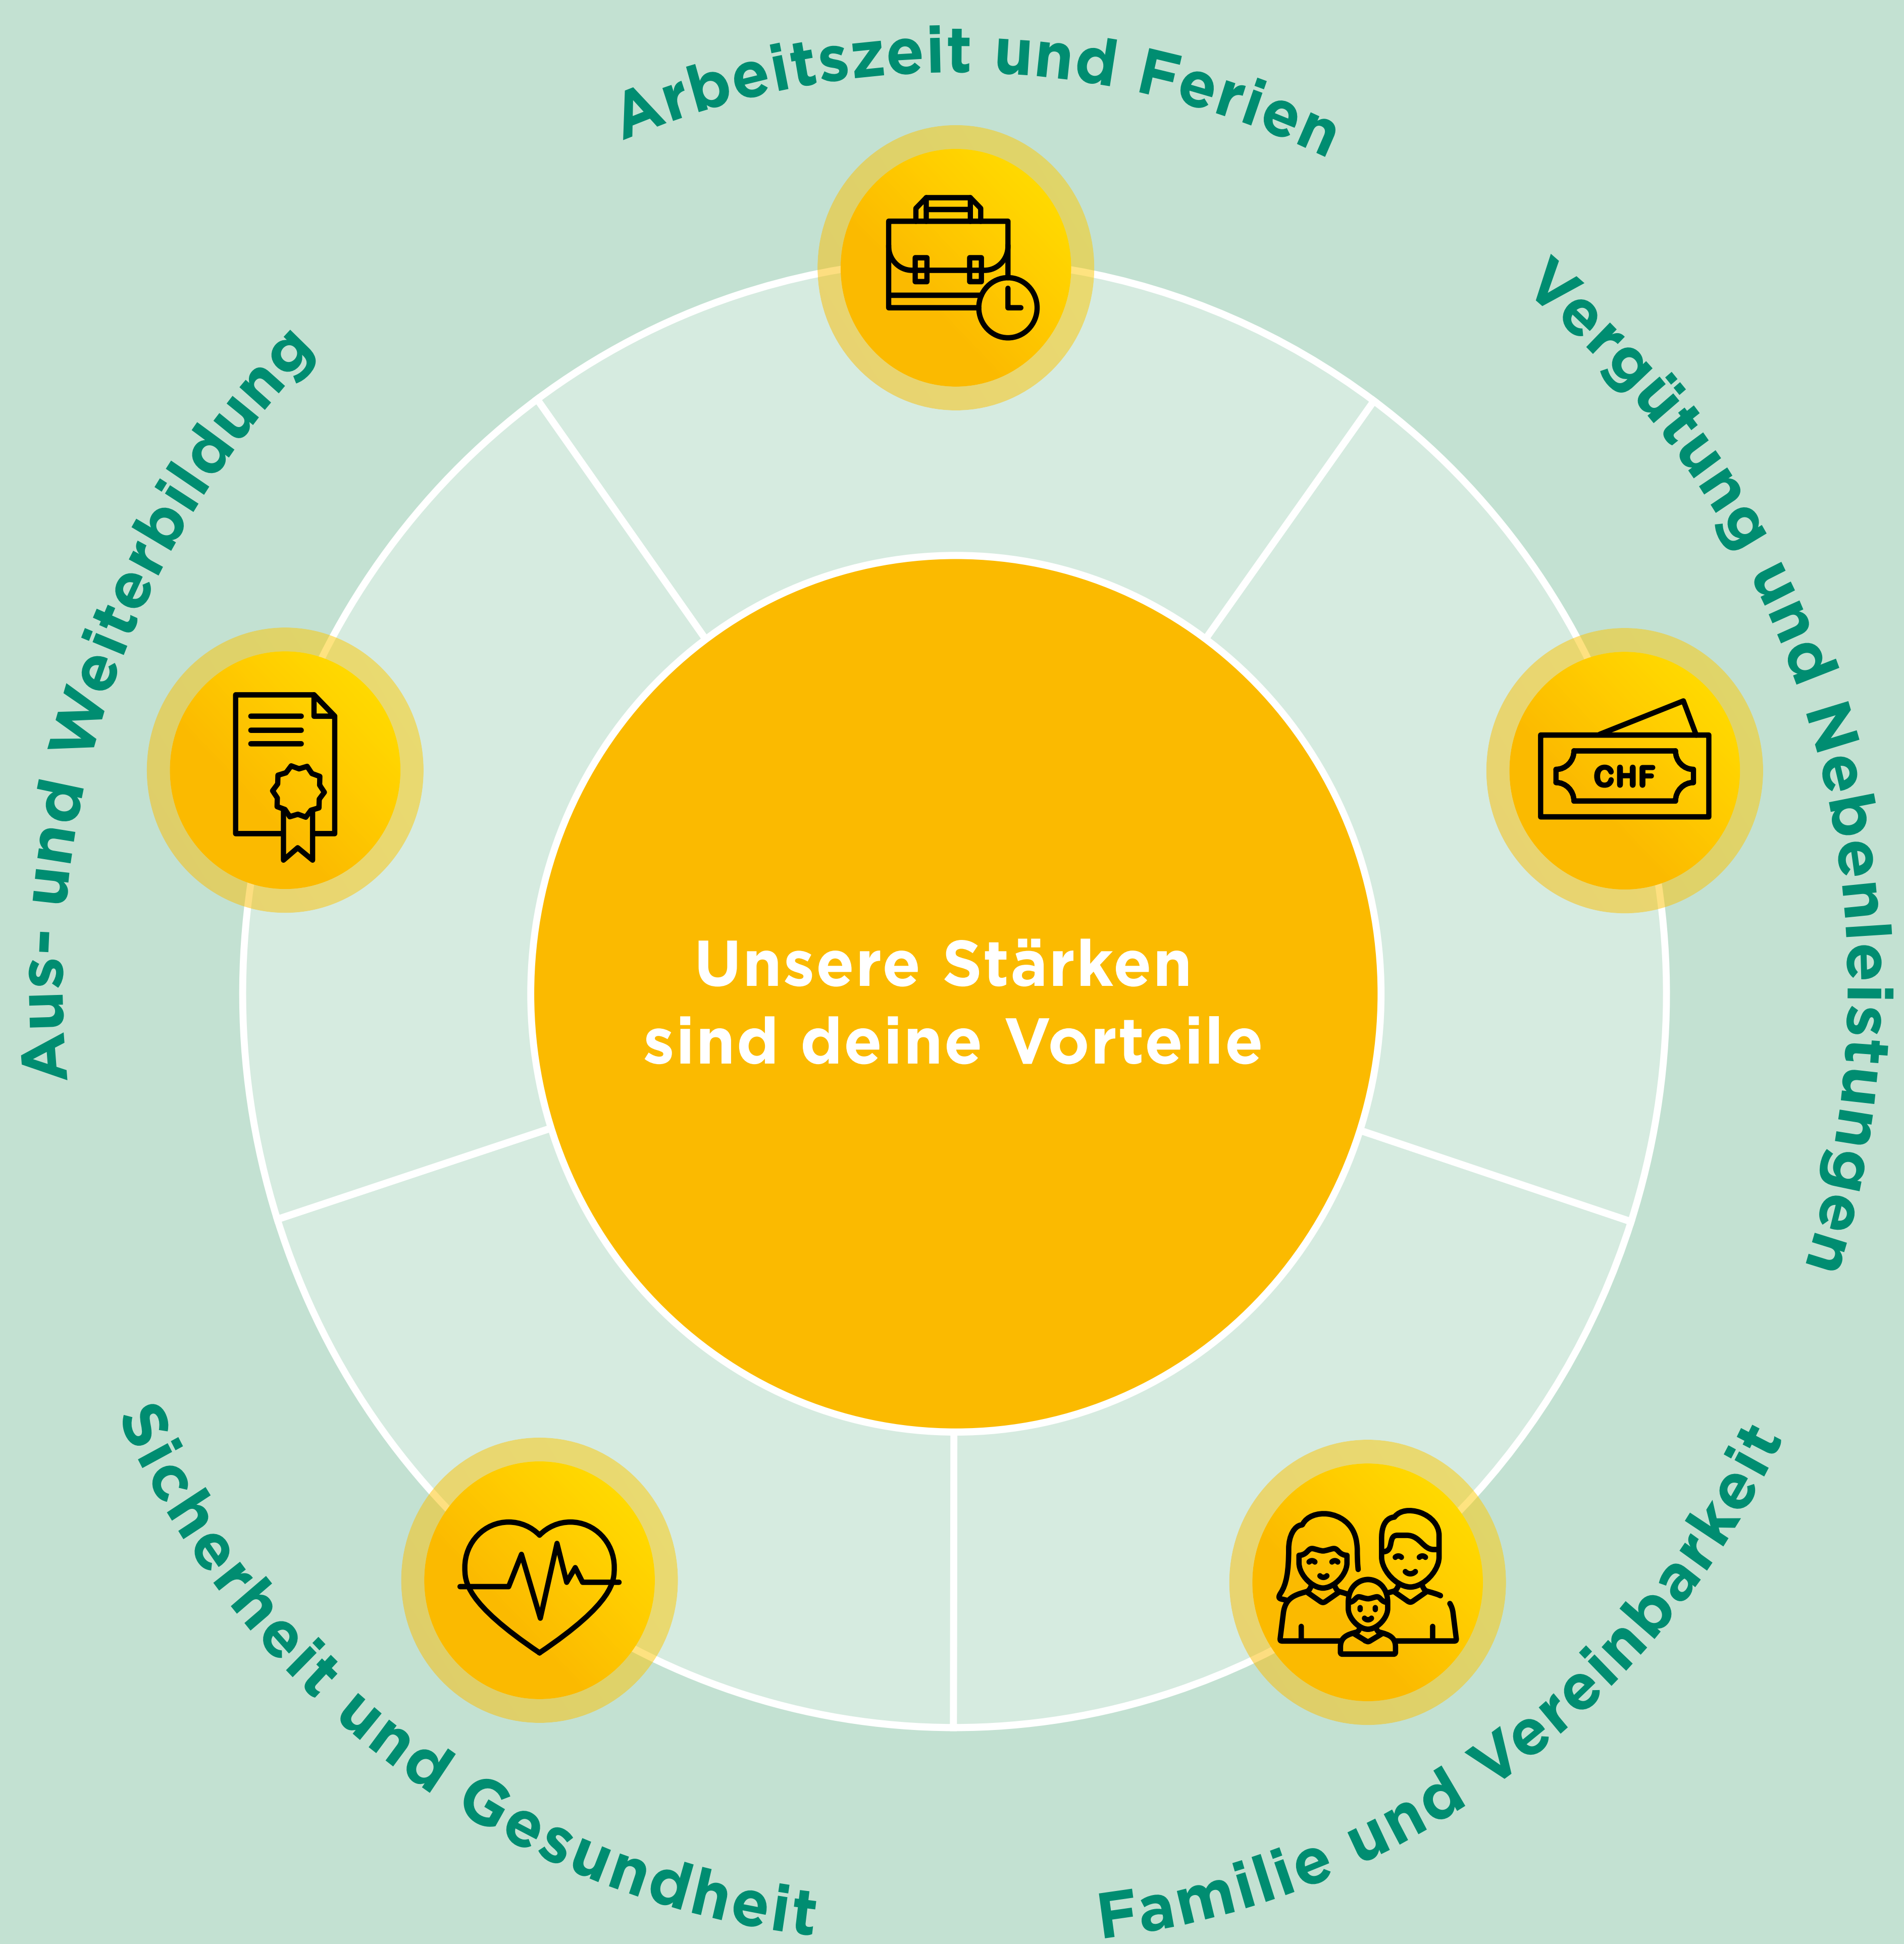 Arbeitszeit und Ferien
Vergütung und Nebenleistungen
CHF
Familie und Vereinbarkeit
Sicherheit und Gesundheit
Aus- und Weiterbildung
Unsere Stärken
sind deine Vorteile